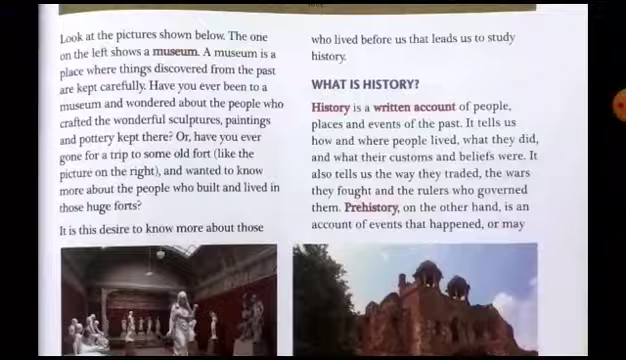 Look at the pictures shown below. The one
on the left shows a museum. A museum is a
place where things discovered from the past
are kept carefully. Have you ever been to a
museum and wondered about the people who
crafted the wonderful sculptures, paintings
and pottery kept there? Or, have you ever
gone for a trip to some old fort (like the
picture on the right), and wanted to know
more about the people who built and lived in
those huge forts?
It is this desire to know more about those
who lived before us that leads us to study
history.
WHAT IS HISTORY?
History is a written account of people,
places and events of the past. It tells us
how and where people lived, what they did,
and what their customs and beliefs were. It
also tells us the way they traded, the wars
they fought and the rulers who governed
them. Prehistory, on the other hand, is an
account of events that happened, or may